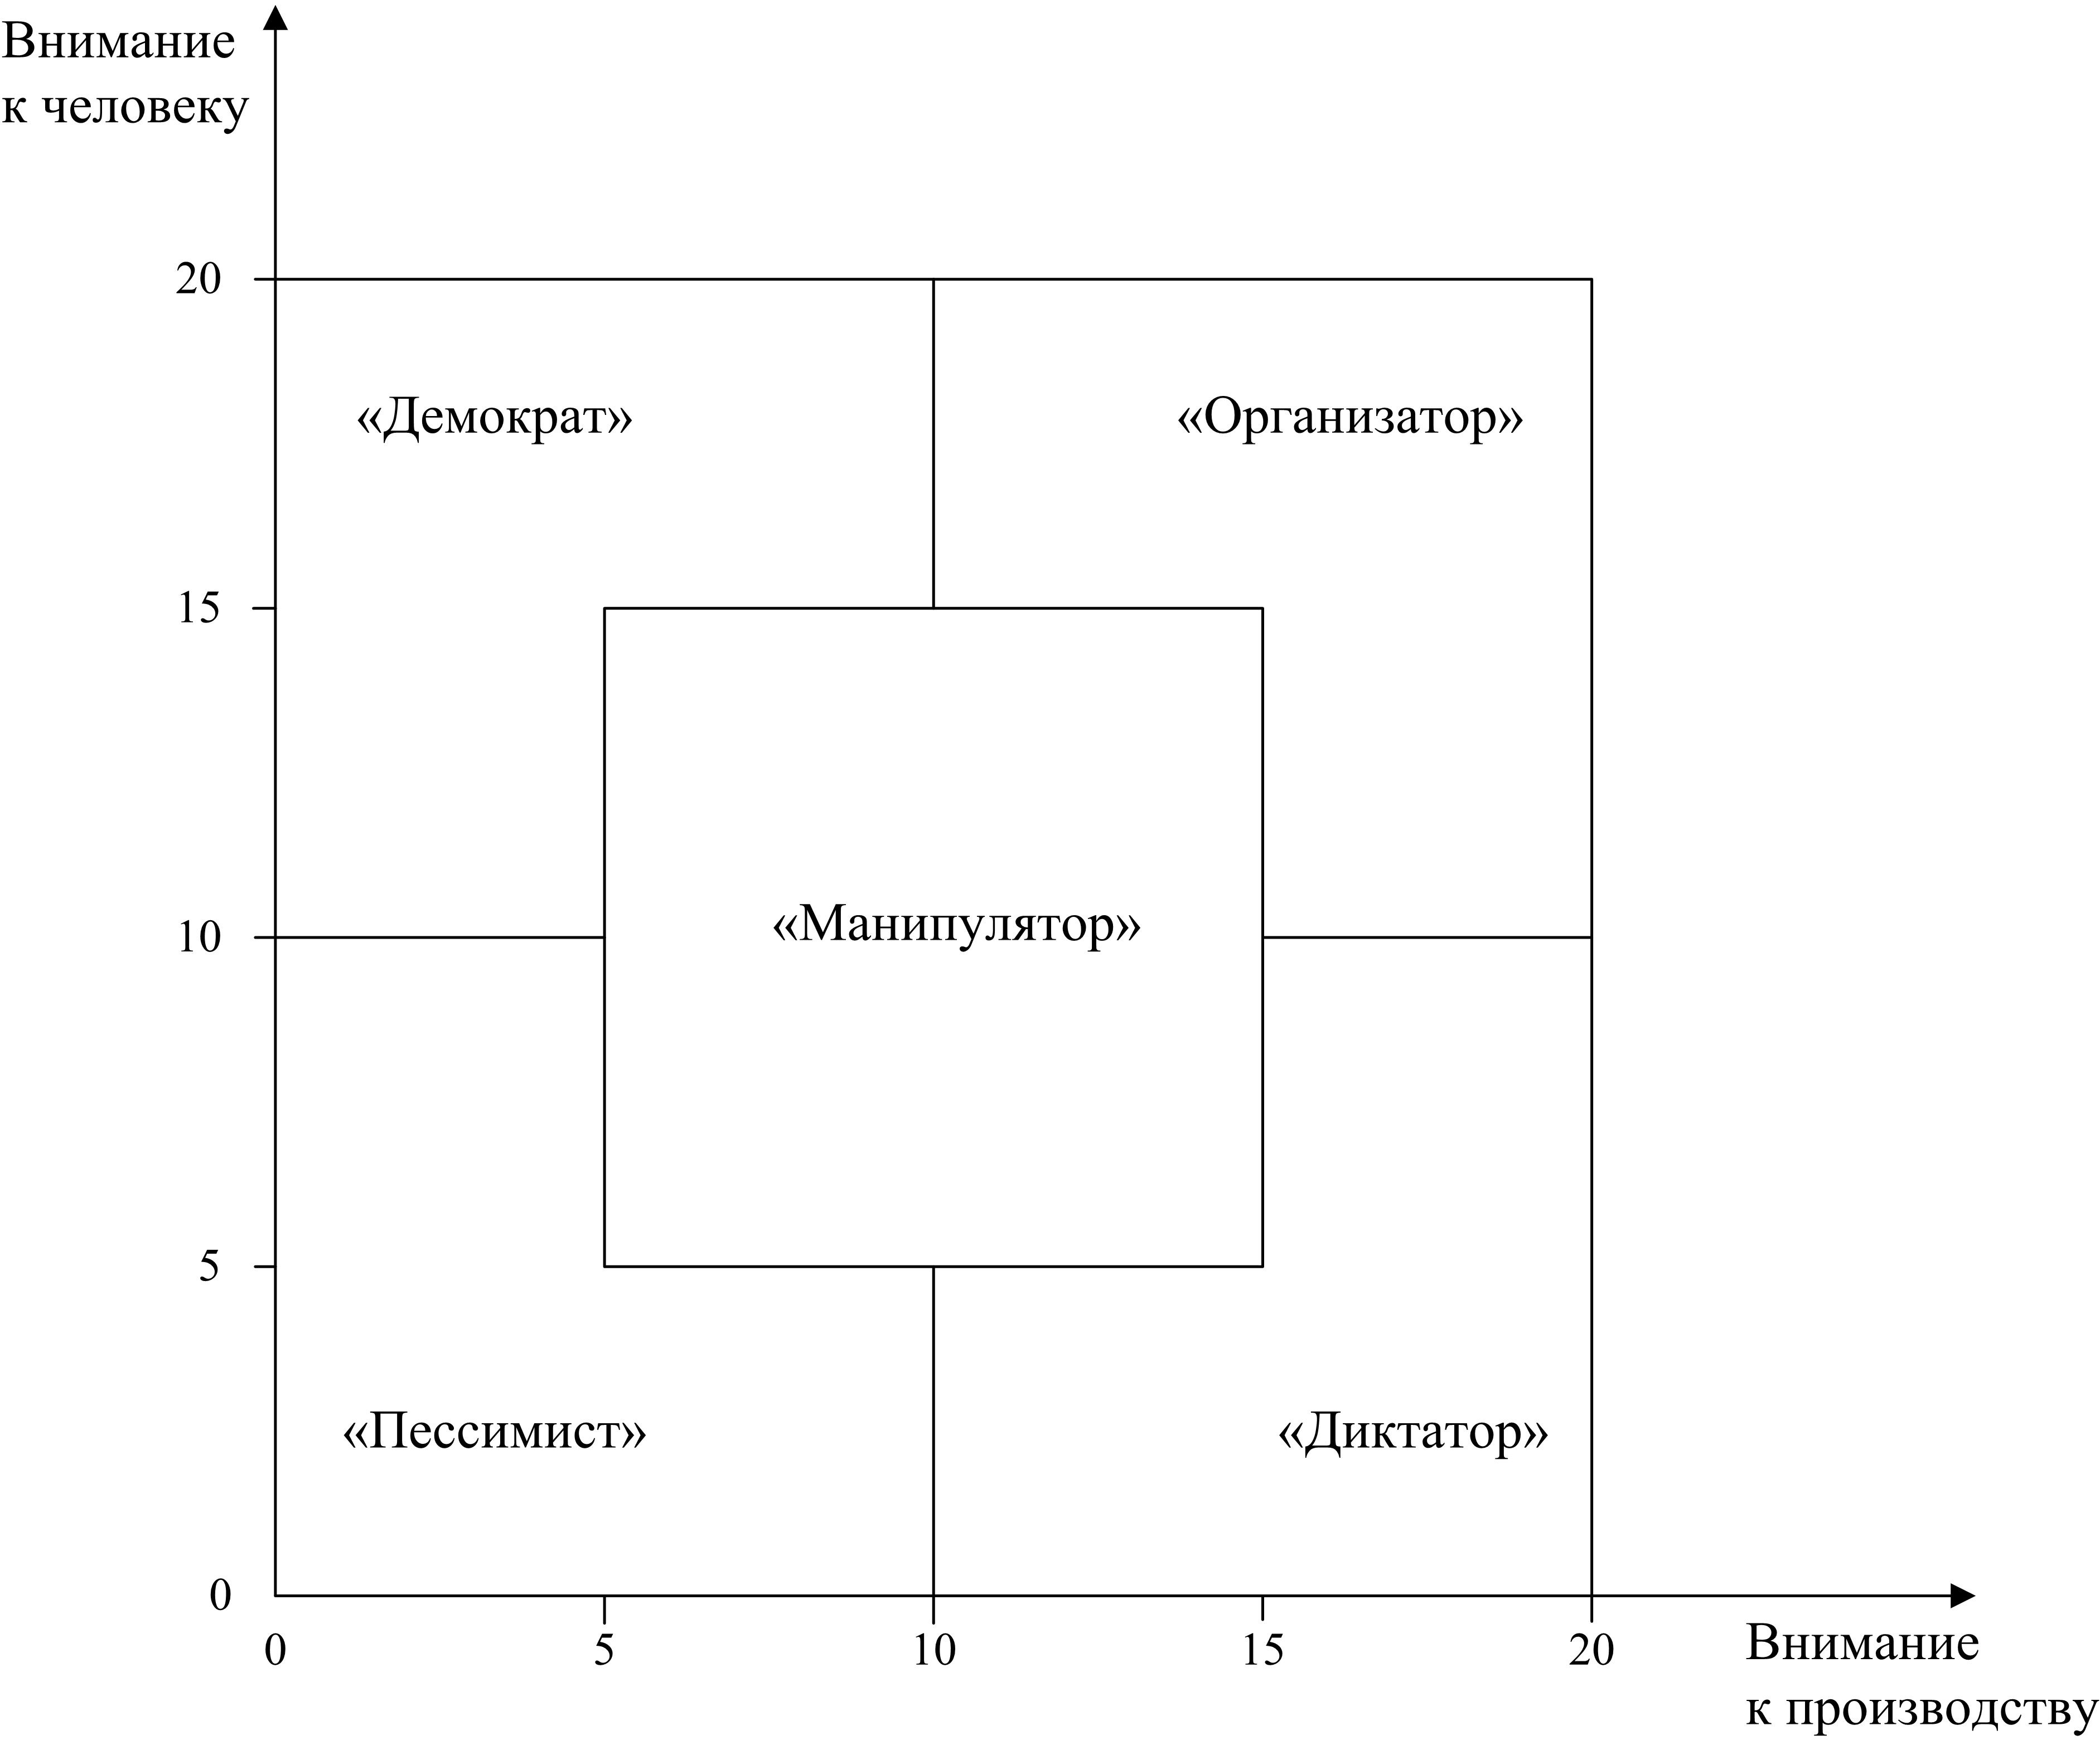 Внимание
к человеку
20
«Демократ» «Организатор»
15
«Манипулятор»
10
5
«Пессимист» «Диктатор»
0
0 5 10 15 20
Внимание
к производству